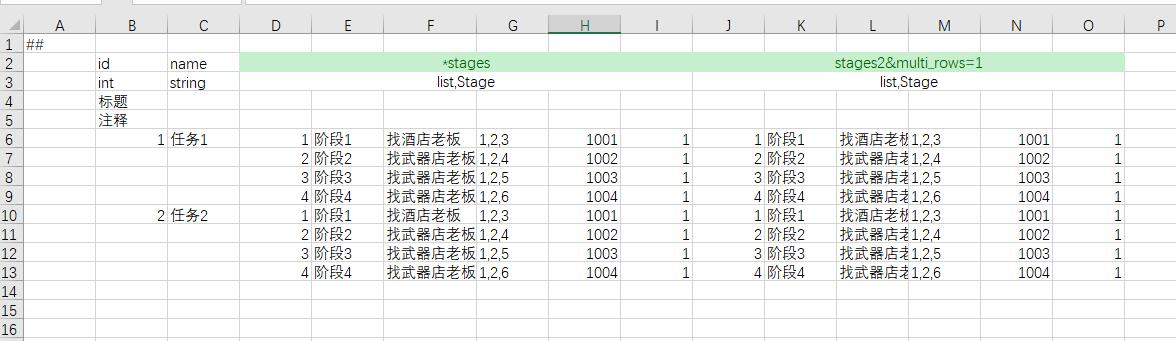 A B C D E F G H I J K L M N O P
1 ##
2 id name *stages stages2&multi_rows=1
3 int string list,Stage list,Stage
4 标题
5 注释
6 1 任务1 1 阶段1 找酒店老板 1,2,3 1001 1 1 阶段1 找酒店老板 1,2,3 1001 1
7 2 阶段2 找武器店老板 1,2,4 1002 1 2 阶段2 找武器店老 1,2,4 1002 1
8 3 阶段3 找武器店老板 1,2,5 1003 1 3 阶段3 找武器店老 1,2,5 1003 1
9 4 阶段4 找武器店老板 1,2,6 1004 1 4 阶段4 找武器店老 1,2,6 1004 1
10 2 任务2 1 阶段1 找酒店老板 1,2,3 1001 1 1 阶段1 找酒店老板 1,2,3 1001 1
11 2 阶段2 找武器店老板 1,2,4 1002 1 2 阶段2 找武器店老 1,2,4 1002 1
12 3 阶段3 找武器店老板 1,2,5 1003 1 3 阶段3 找武器店老 1,2,5 1003 1
13 4 阶段4 找武器店老板 1,2,6 1004 1 4 阶段4 找武器店老 1,2,6 1004 1
14
15
16